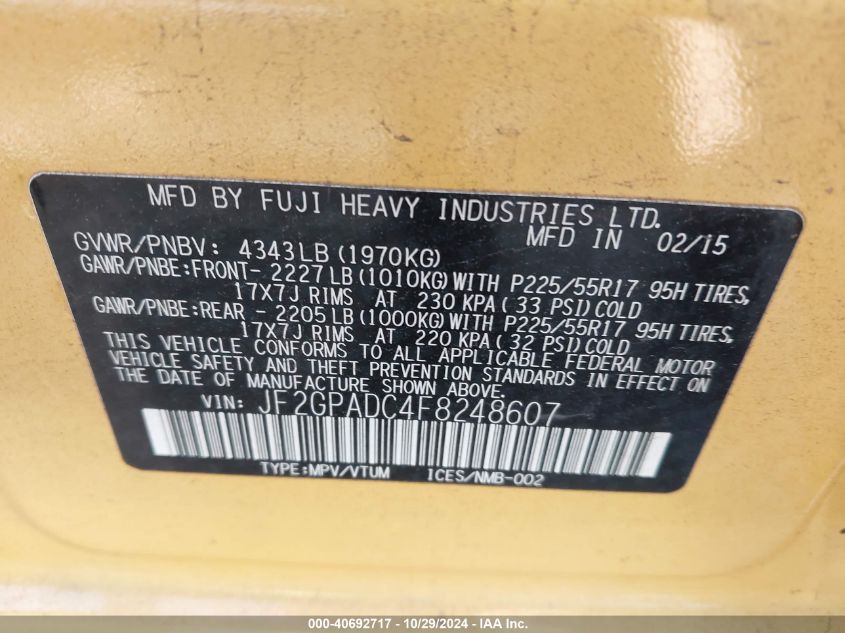 MFD BY FUJI HEAVY INDUSTRIES LTD.
MFD IN 02/15
GVWR/PNBV: 4343LB (1970KG)
GAWR/PNBE:FRONT- 2227LB (1010KG) WITH P225/55R17 95H TIRES,
17X7J RIMS AT 230 KPA (33 PSI) COLD
GAWR/PNBE:REAR - 2205LB (1000KG) WITH P225/55R17 95H TIRES,
17X7J RIMS AT 220 KPA (32 PSI) COLD
THIS VEHICLE CONFORMS TO ALL APPLICABLE FEDERAL MOTOR
VEHICLE SAFETY AND THEFT PREVENTION STANDARDS IN EFFECT ON
THE DATE OF MANUFACTURE SHOWN ABOVE.
VIN: JF2GPADC4F8248607
TYPE:MPV/VTUM ICES/NMB-002
000-40692717 - 10/29/2024 - IAA Inc.